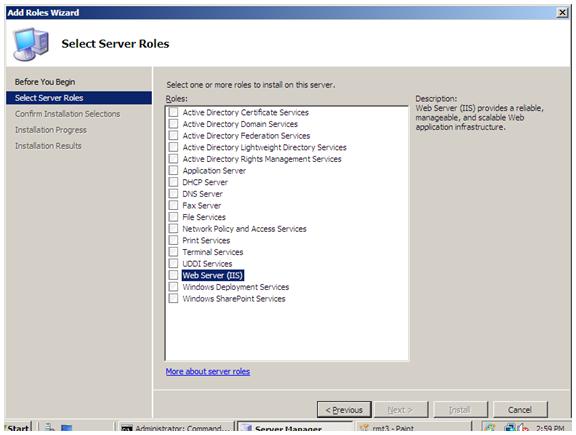 Add Roles Wizard
Select Server Roles
Before You Begin
Select Server Roles
Confirm Installation Selections
Installation Progress
Installation Results
Select one or more roles to install on this server.
Roles:
Active Directory Certificate Services
Active Directory Domain Services
Active Directory Federation Services
Active Directory Lightweight Directory Services
Active Directory Rights Management Services
Application Server
DHCP Server
DNS Server
Fax Server
File Services
Network Policy and Access Services
Print Services
Terminal Services
UDDI Services
Web Server (IIS)
Windows Deployment Services
Windows SharePoint Services
More about server roles
Description:
Web Server (IIS) provides a reliable,
manageable, and scalable Web
application infrastructure.
< Previous
Next >
Install
Cancel
Start
Administrator: Command...
Server Manager
rmt3 - Paint
2:59 PM